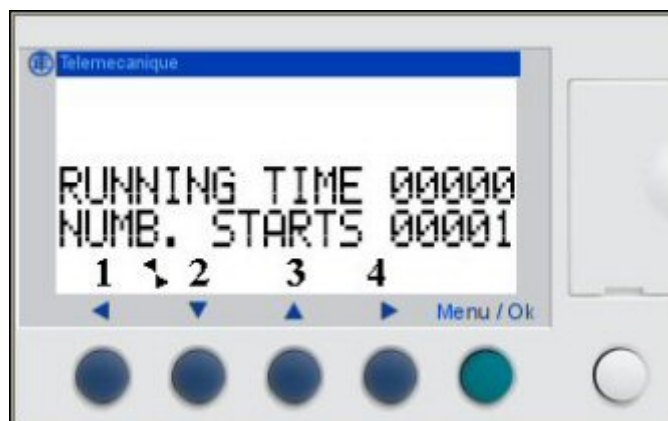 Telemecanique
RUNNING TIME 00000
NUMB. STARTS 00001
1 2 3 4
Menu / Ok